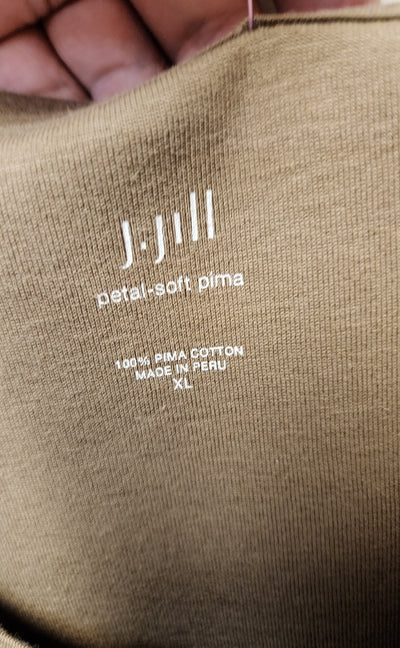 J.Jill
petal-soft pima
100% PIMA COTTON
MADE IN PERU
XL